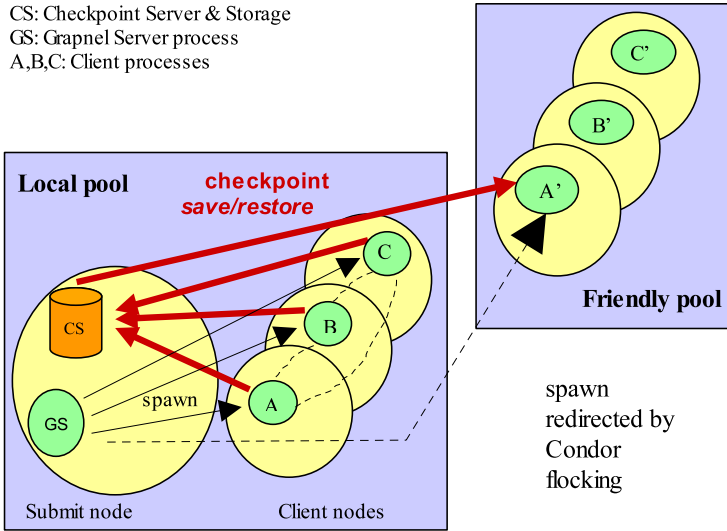 CS: Checkpoint Server & Storage
GS: Grapnel Server process
A,B,C: Client processes
C’
B’
A’
Friendly pool
Local pool
checkpoint
save/restore
C
B
A
CS
GS
spawn
Submit node
Client nodes
spawn
redirected by
Condor
flocking